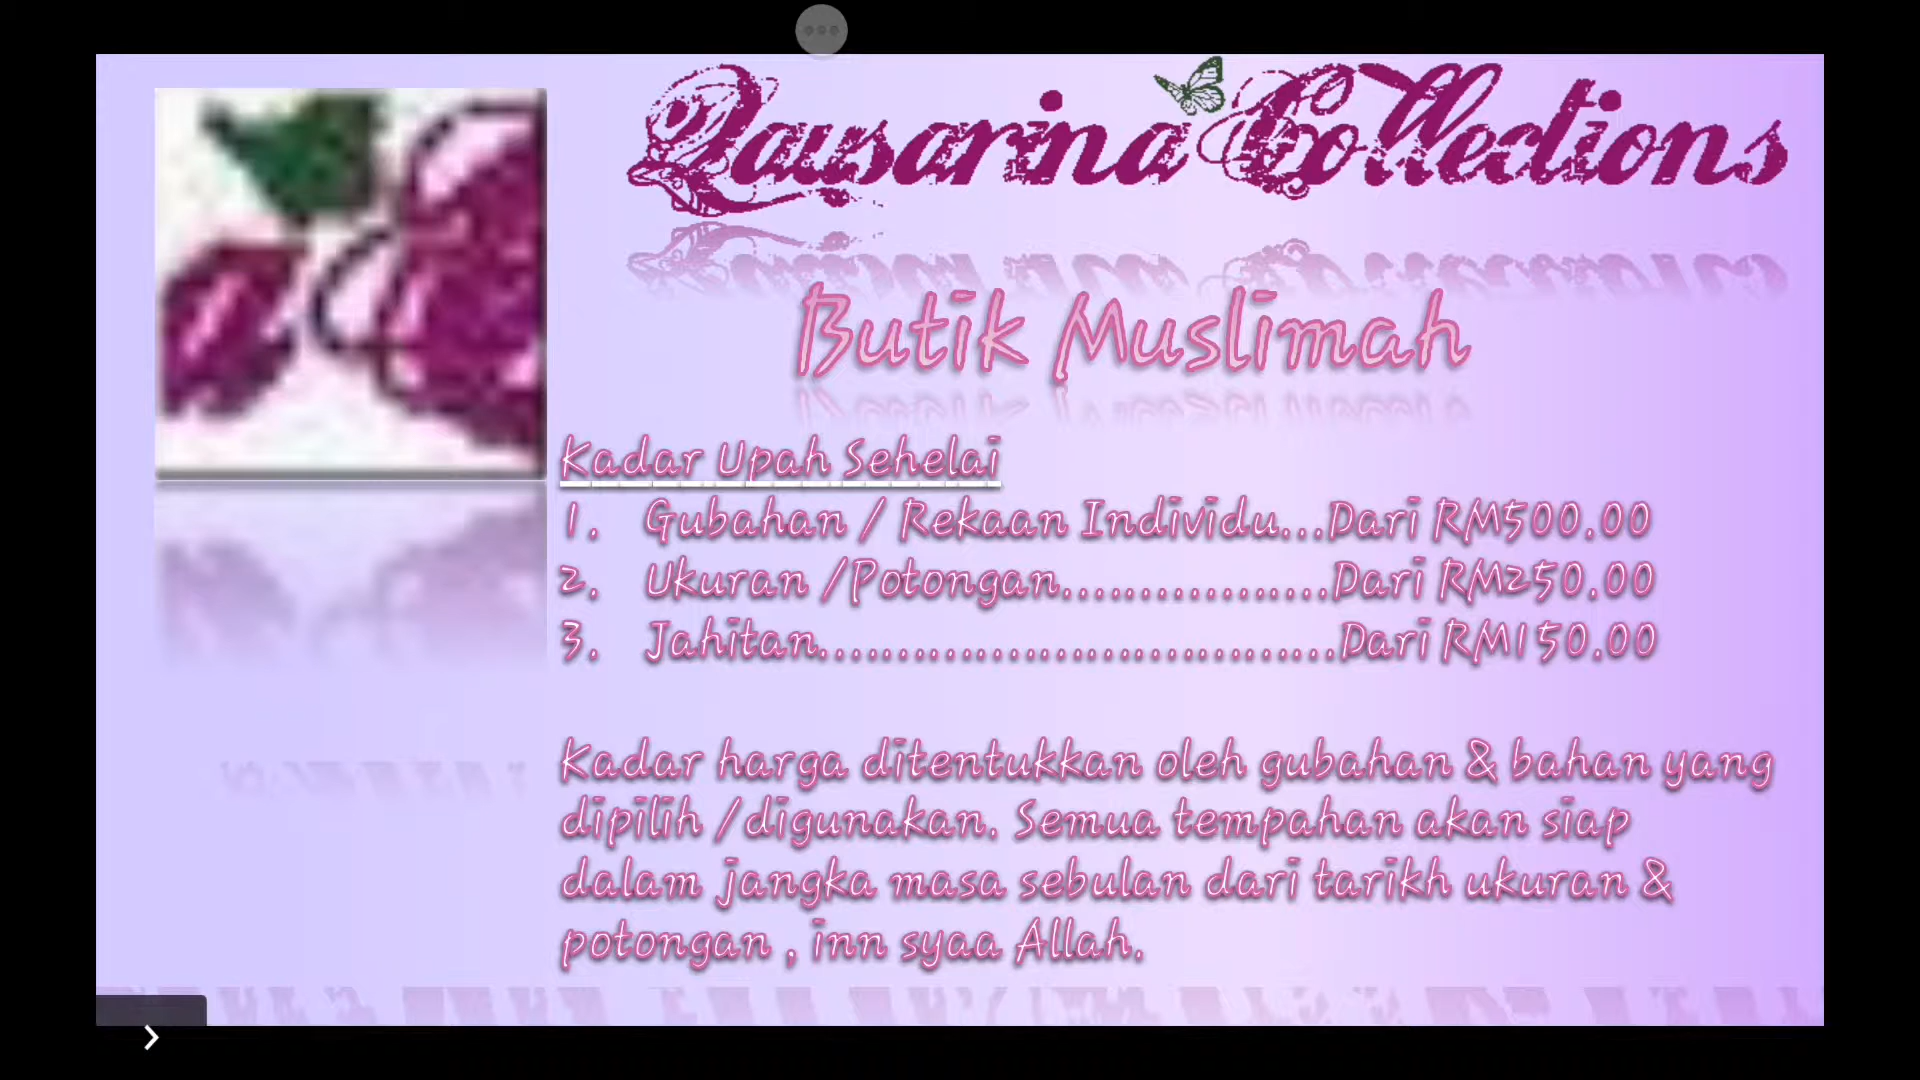 Qausarina Collections
Butik Muslimah
Kadar Upah Sehelai
1. Gubahan / Rekaan Individu...Dari RM500.00
2. Ukuran /Potongan.................Dari RM250.00
3. Jahitan.................................Dari RM150.00
Kadar harga ditentukkan oleh gubahan & bahan yang
dipilih /digunakan. Semua tempahan akan siap
dalam jangka masa sebulan dari tarikh ukuran &
potongan , inn syaa Allah.